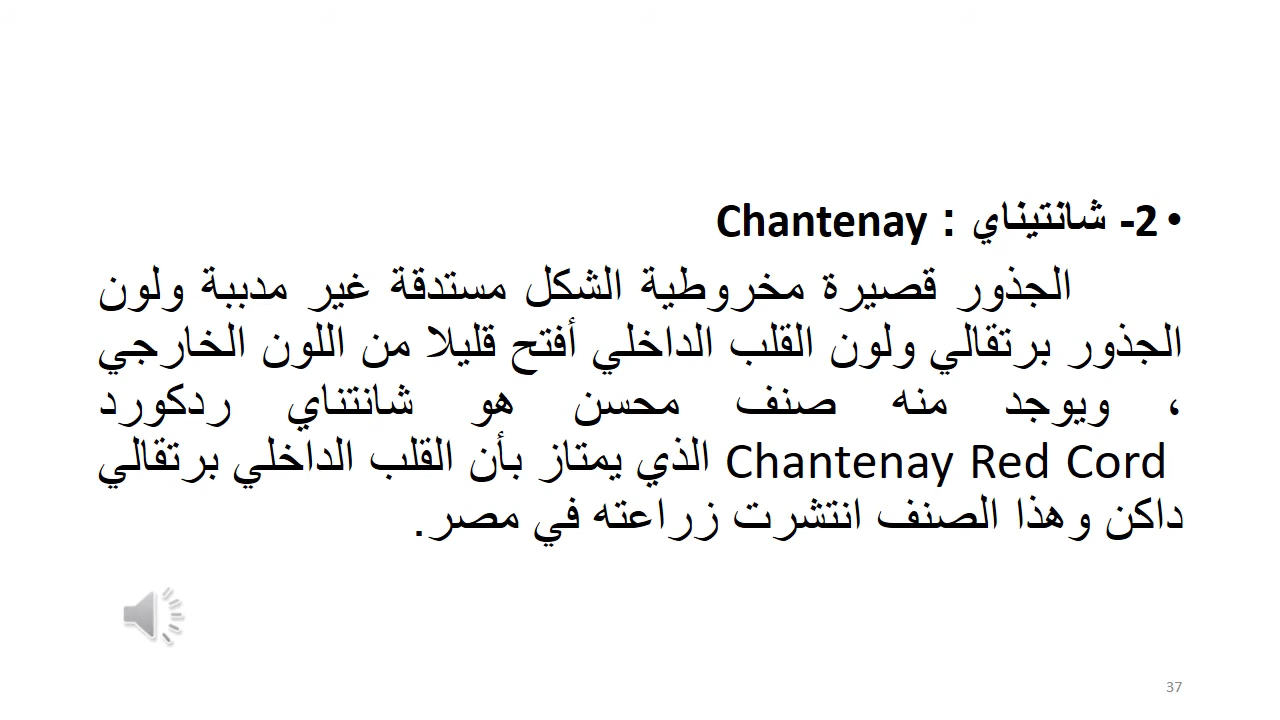 • 2- شانتيناي : Chantenay
الجذور قصيرة مخروطية الشكل مستدقة غير مدببة ولون
الجذور برتقالي ولون القلب الداخلي أفتح قليلا من اللون الخارجي
، ويوجد منه صنف محسن هو شانتناي ردكورد
Chantenay Red Cord الذي يمتاز بأن القلب الداخلي برتقالي
داكن وهذا الصنف انتشرت زراعته في مصر.
37